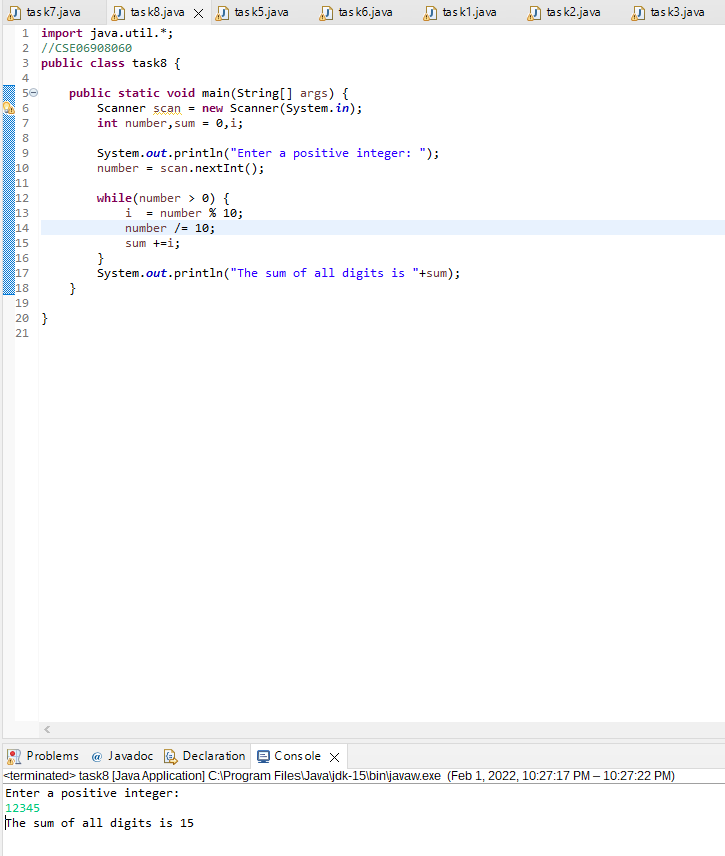 task7.java task8.java task5.java task6.java task1.java task2.java task3.java
1 import java.util.*;
2 //CSE06908060
3 public class task8 {
4
5 public static void main(String[] args) {
6 Scanner scan = new Scanner(System.in);
7 int number,sum = 0,i;
8
9 System.out.println("Enter a positive integer: ");
10 number = scan.nextInt();
11
12 while(number > 0) {
13 i  = number % 10;
14 number /= 10;
15 sum +=i;
16 }
17 System.out.println("The sum of all digits is "+sum);
18 }
19
20 }
21
Problems @ Javadoc Declaration Console
<terminated> task8 [Java Application] C:\Program Files\Java\jdk-15\bin\javaw.exe (Feb 1, 2022, 10:27:17 PM – 10:27:22 PM)
Enter a positive integer:
12345
The sum of all digits is 15